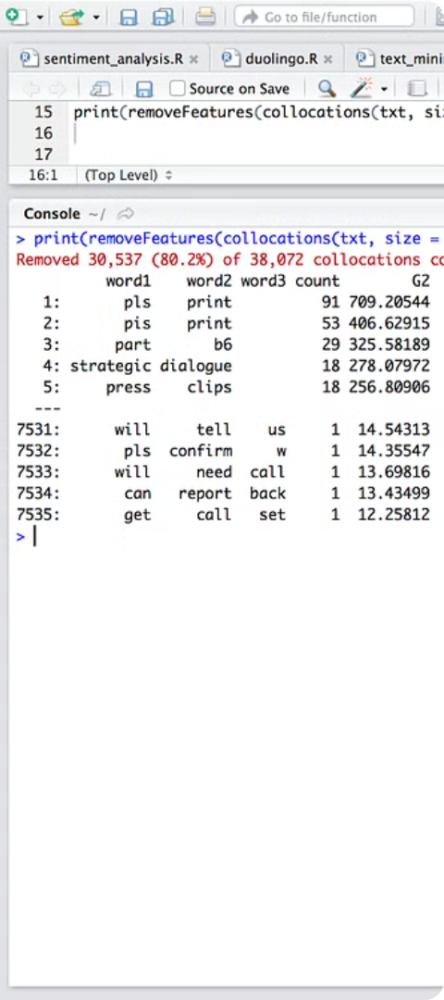 Go to file/function
sentiment_analysis.R × duolingo.R × text_mini
Source on Save
15 print(removeFeatures(collocations(txt, siz
16
17
16:1 (Top Level)
Console ~/
> print(removeFeatures(collocations(txt, size =
Removed 30,537 (80.2%) of 38,072 collocations co
word1 word2 word3 count G2
1: pls print 91 709.20544
2: pis print 53 406.62915
3: part b6 29 325.58189
4: strategic dialogue 18 278.07972
5: press clips 18 256.80906
---
7531: will tell us 1 14.54313
7532: pls confirm w 1 14.35547
7533: will need call 1 13.69816
7534: can report back 1 13.43499
7535: get call set 1 12.25812
>